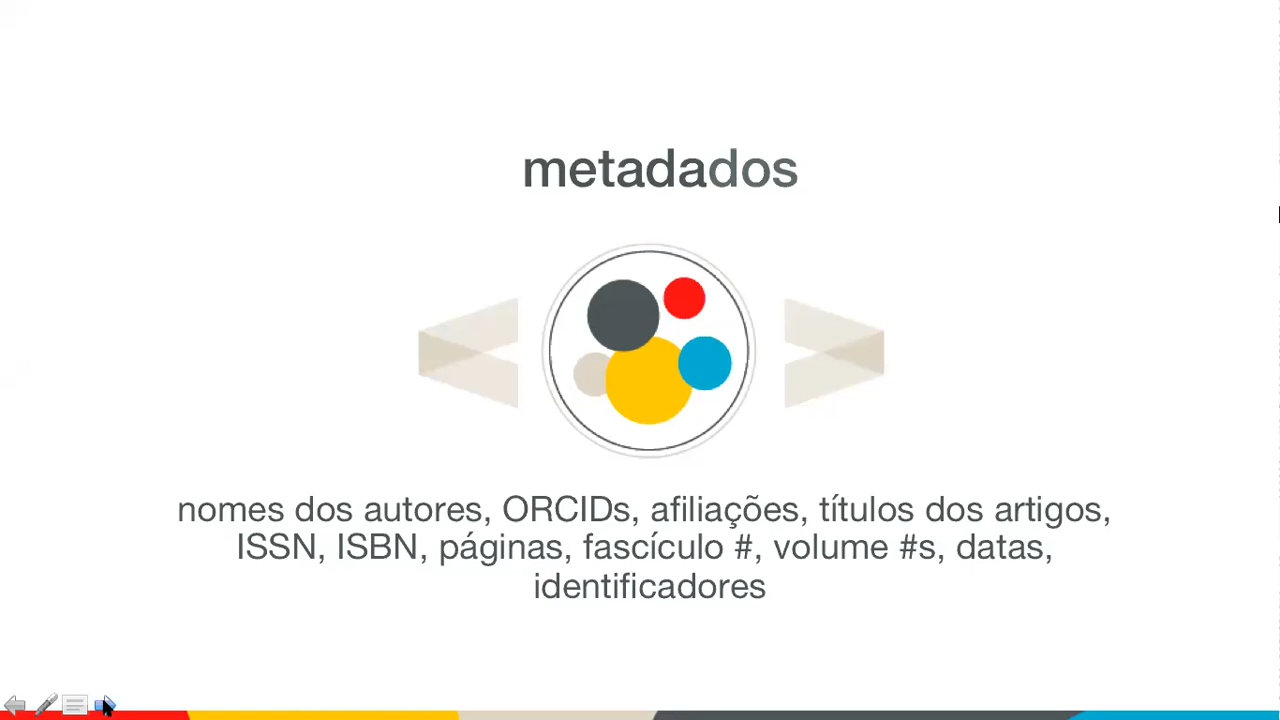 metadados
nomes dos autores, ORCIDs, afiliações, títulos dos artigos,
ISSN, ISBN, páginas, fascículo #, volume #s, datas,
identificadores